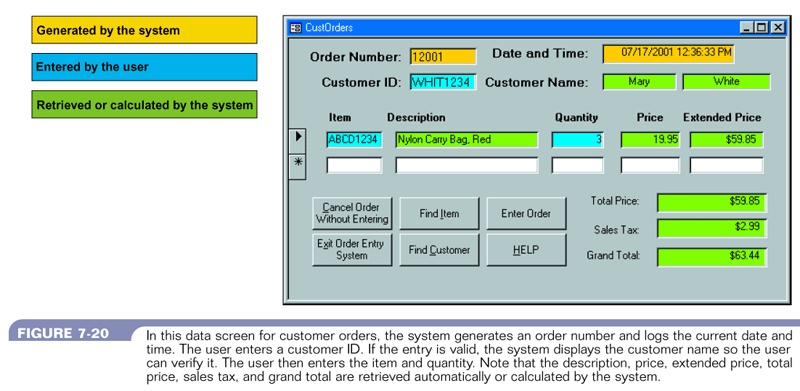 Generated by the system
Entered by the user
Retrieved or calculated by the system
CustOrders
Order Number: 12001 Date and Time: 07/17/2001 12:36:33 PM
Customer ID: WHIT1234 Customer Name: Mary White
Item Description Quantity Price Extended Price
ABCD1234 Nylon Carry Bag, Red 3 19.95 $59.85
Cancel Order Without Entering Find Item Enter Order
Exit Order Entry System Find Customer HELP
Total Price: $59.85
Sales Tax: $2.99
Grand Total: $63.44
FIGURE 7-20
In this data screen for customer orders, the system generates an order number and logs the current date and
time. The user enters a customer ID. If the entry is valid, the system displays the customer name so the user
can verify it. The user then enters the item and quantity. Note that the description, price, extended price, total
price, sales tax, and grand total are retrieved automatically or calculated by the system.